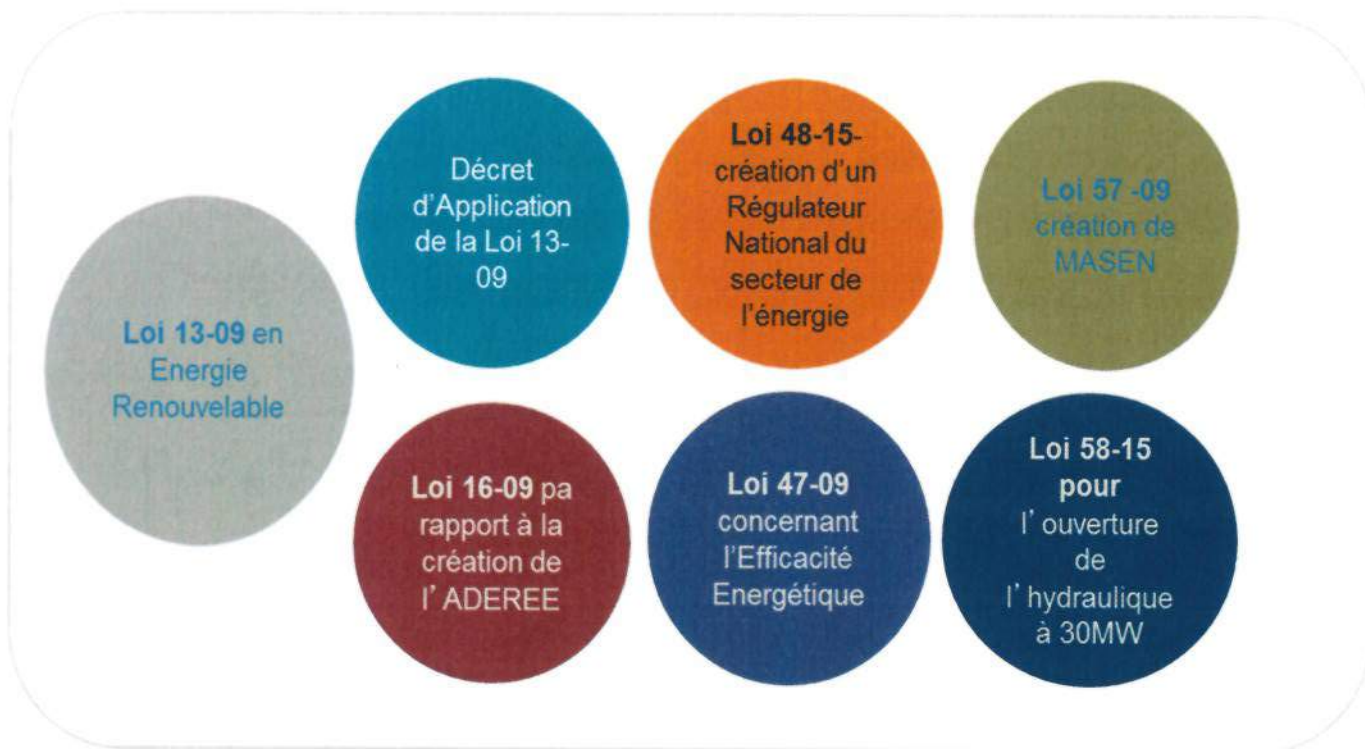 Loi 13-09 en
Energie
Renouvelable
Décret
d'Application
de la Loi 13-
09
Loi 48-15-
création d'un
Régulateur
National du
secteur de
l'énergie
Loi 57 -09
création de
MASEN
Loi 16-09 pa
rapport à la
création de
l' ADEREE
Loi 47-09
concernant
l'Efficacité
Energétique
Loi 58-15
pour
l' ouverture
de
l' hydraulique
à 30MW